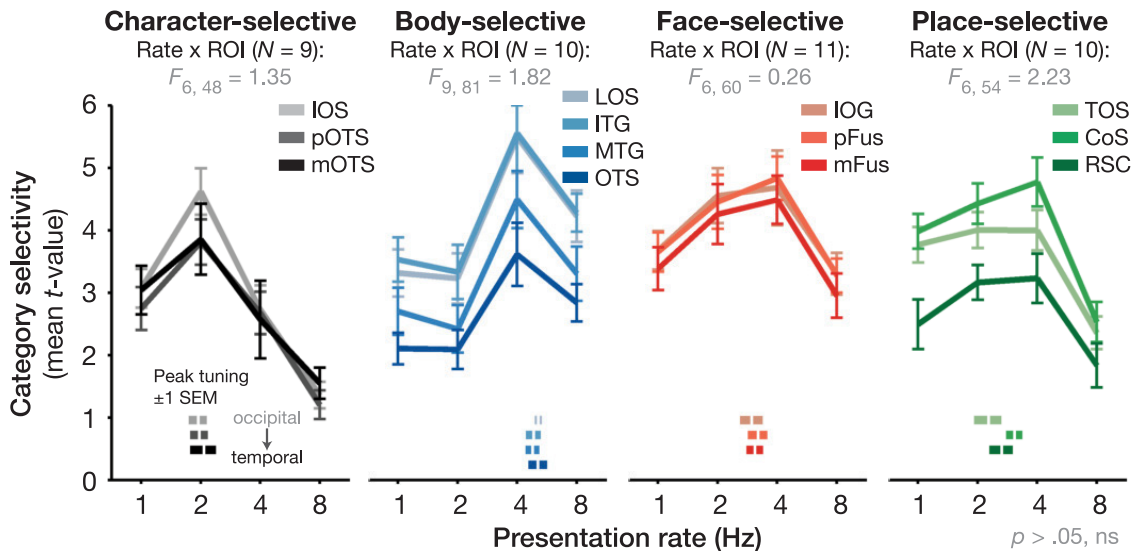 Character-selective
Rate x ROI (N = 9):
F6, 48 = 1.35
IOS
pOTS
mOTS
Body-selective
Rate x ROI (N = 10):
F9, 81 = 1.82
LOS
ITG
MTG
OTS
Face-selective
Rate x ROI (N = 11):
F6, 60 = 0.26
IOG
pFus
mFus
Place-selective
Rate x ROI (N = 10):
F6, 54 = 2.23
TOS
CoS
RSC
Category selectivity
(mean t-value)
6
5
4
3
2
1
0
Peak tuning
±1 SEM
occipital
temporal
1 2 4 8
1 2 4 8
1 2 4 8
1 2 4 8
Presentation rate (Hz)
p > .05, ns